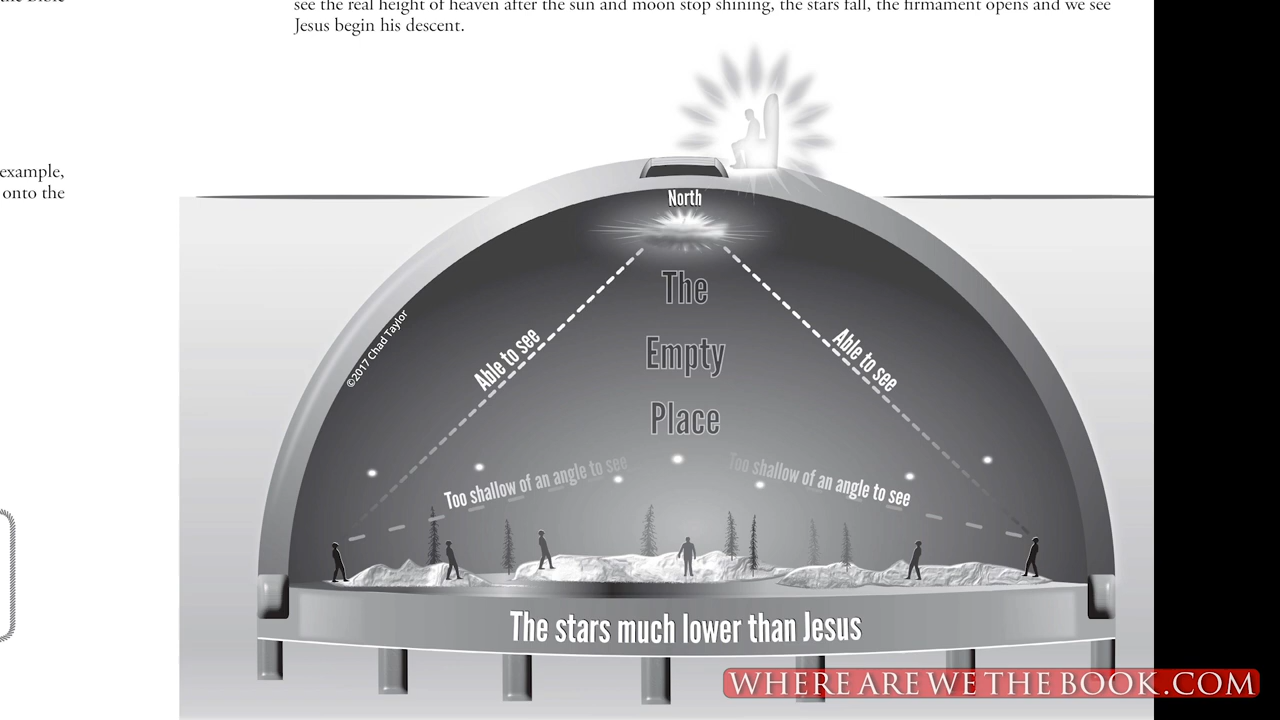 the Bible
see the real height of heaven after the sun and moon stop shining, the stars fall, the firmament opens and we see
Jesus begin his descent.
example,
onto the
North
The
Empty
Place
©2017 Chad Taylor
Able to see
Able to see
Too shallow of an angle to see
Too shallow of an angle to see
The stars much lower than Jesus
WHERE ARE WE THE BOOK.COM